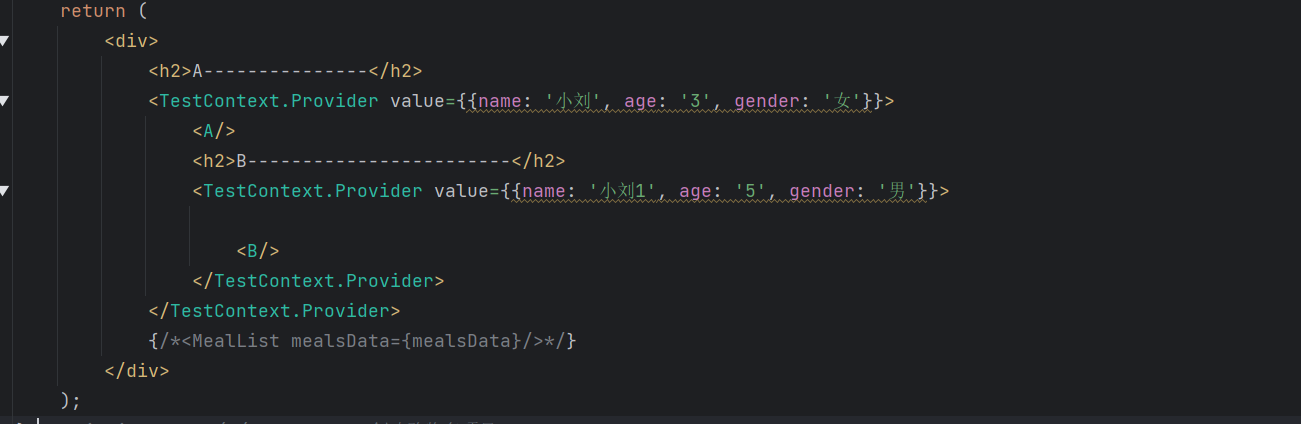 return (
<div>
<h2>A---------------</h2>
<TestContext.Provider value={{name: '小刘', age: '3', gender: '女'}}>
<A/>
<h2>B------------------------</h2>
<TestContext.Provider value={{name: '小刘1', age: '5', gender: '男'}}>
<B/>
</TestContext.Provider>
</TestContext.Provider>
{/*<MealList mealsData={mealsData}/>*/}
</div>
);